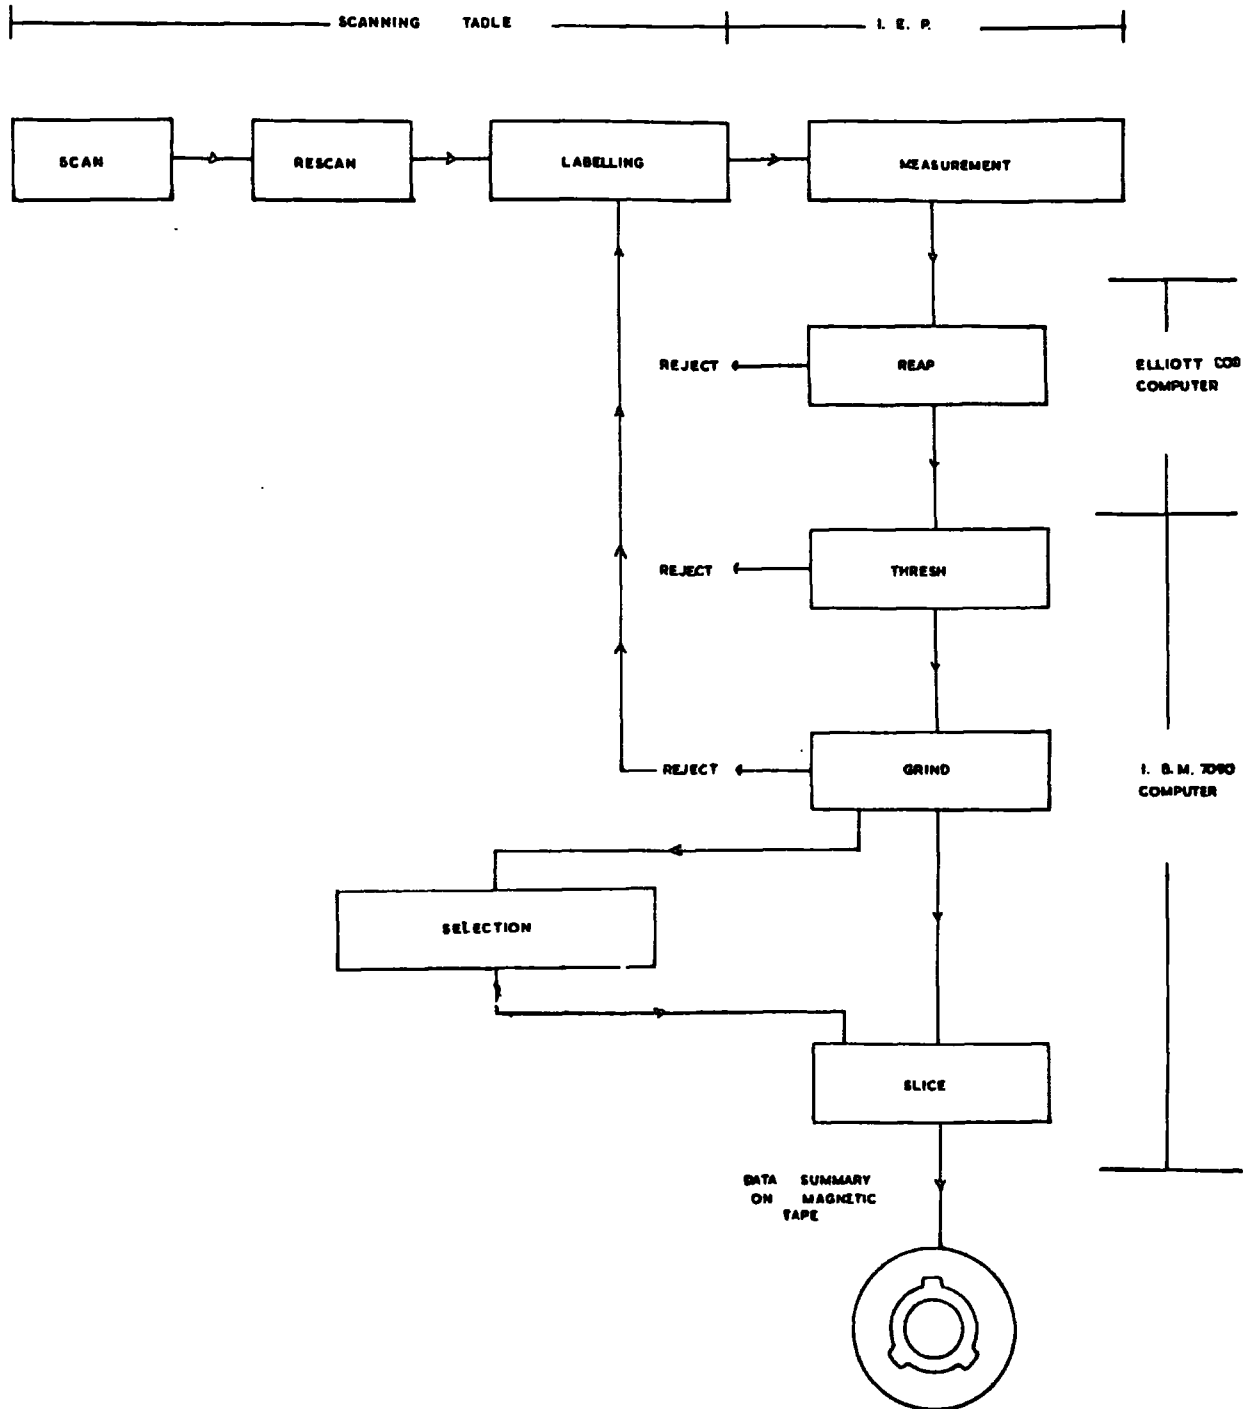 SCANNING TABLE
I. E. P.
SCAN
RESCAN
LABELLING
MEASUREMENT
REJECT
REAP
ELLIOTT
COMPUTER
REJECT
THRESH
REJECT
GRIND
I. B. M. 7090
COMPUTER
SELECTION
SLICE
DATA SUMMARY
ON MAGNETIC
TAPE